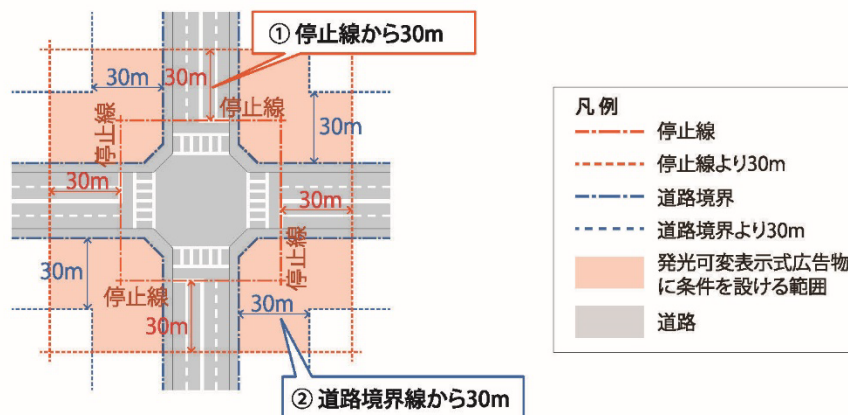 ① 停止線から30m
30m
30m
停止線
停止線
30m
30m
30m
30m
30m
停止線
停止線
30m
30m
② 道路境界線から30m
凡 例
停止線
停止線より30m
道路境界
道路境界より30m
発光可変表示式広告物
に条件を設ける範囲
道路